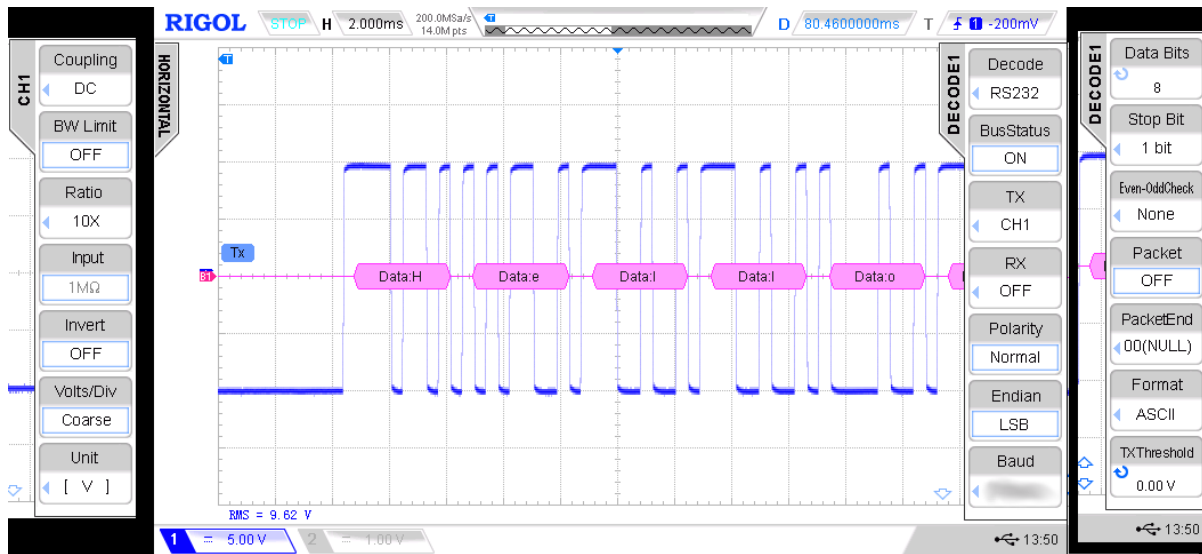 RIGOL STOP H 2.000ms 200.0MSa/s 14.0M pts D 80.4600000ms T 1 -200mV
CH1
Coupling
DC
BW Limit
OFF
Ratio
10X
Input
1MΩ
Invert
OFF
Volts/Div
Coarse
Unit
[ V ]
HORIZONTAL
T
Tx
B1
Data:H Data:e Data:l Data:l Data:o
RMS = 9.62 V
1 = 5.00 V 2 = 1.00 V
DECODE1
Decode
RS232
BusStatus
ON
TX
CH1
RX
OFF
Polarity
Normal
Endian
LSB
Baud
13:50
DECODE1
Data Bits
8
Stop Bit
1 bit
Even-OddCheck
None
Packet
OFF
PacketEnd
00(NULL)
Format
ASCII
TXThreshold
0.00 V
13:50